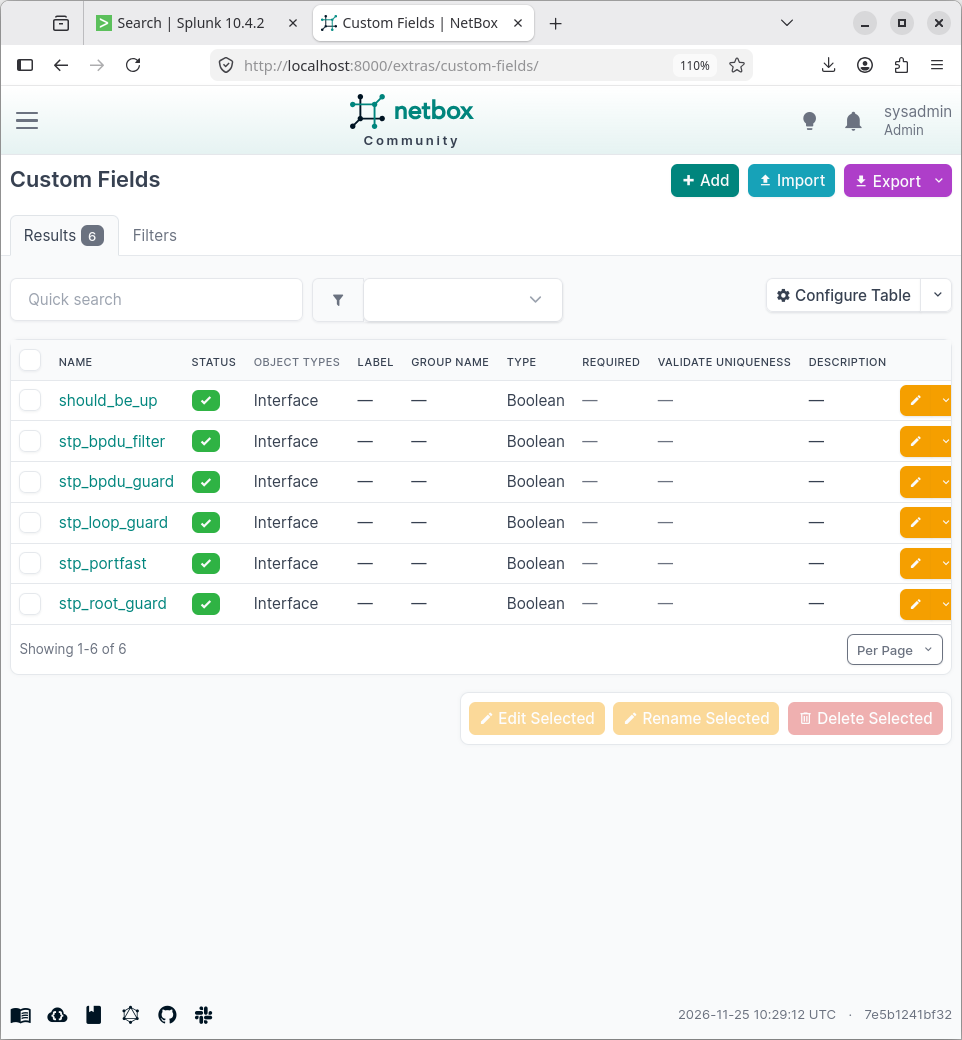 Search | Splunk 10.4.2
Custom Fields | NetBox
http://localhost:8000/extras/custom-fields/ 110%
netbox
Community
sysadmin
Admin
Custom Fields
Add Import Export
Results 6 Filters
Quick search
Configure Table
NAME STATUS OBJECT TYPES LABEL GROUP NAME TYPE REQUIRED VALIDATE UNIQUENESS DESCRIPTION
should_be_up Interface — — Boolean — — —
stp_bpdu_filter Interface — — Boolean — — —
stp_bpdu_guard Interface — — Boolean — — —
stp_loop_guard Interface — — Boolean — — —
stp_portfast Interface — — Boolean — — —
stp_root_guard Interface — — Boolean — — —
Showing 1-6 of 6
Per Page
Edit Selected Rename Selected Delete Selected
2026-11-25 10:29:12 UTC · 7e5b1241bf32